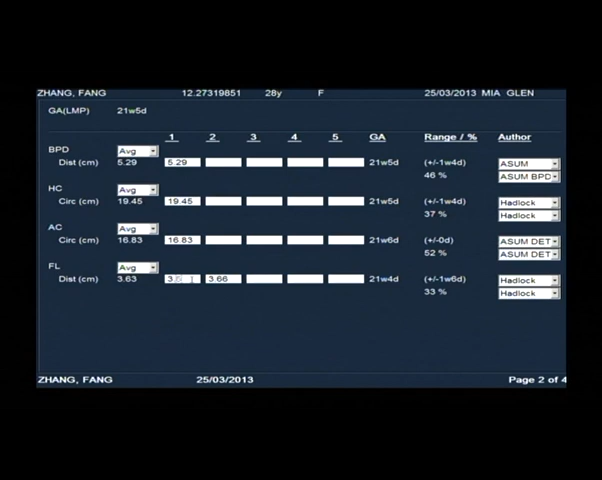 ZHANG, FANG 12.27319851 28y F 25/03/2013 MIA GLEN
GA(LMP) 21w5d
1 2 3 4 5 GA Range / % Author
BPD Avg
Dist (cm) 5.29 5.29 21w5d (+/-1w4d) ASUM
46 % ASUM BPD
HC Avg
Circ (cm) 19.45 19.45 21w5d (+/-1w4d) Hadlock
37 % Hadlock
AC Avg
Circ (cm) 16.83 16.83 21w6d (+/-0d) ASUM DET
52 % ASUM DET
FL Avg
Dist (cm) 3.63 3.66 21w4d (+/-1w6d) Hadlock
33 % Hadlock
ZHANG, FANG 25/03/2013 Page 2 of 4